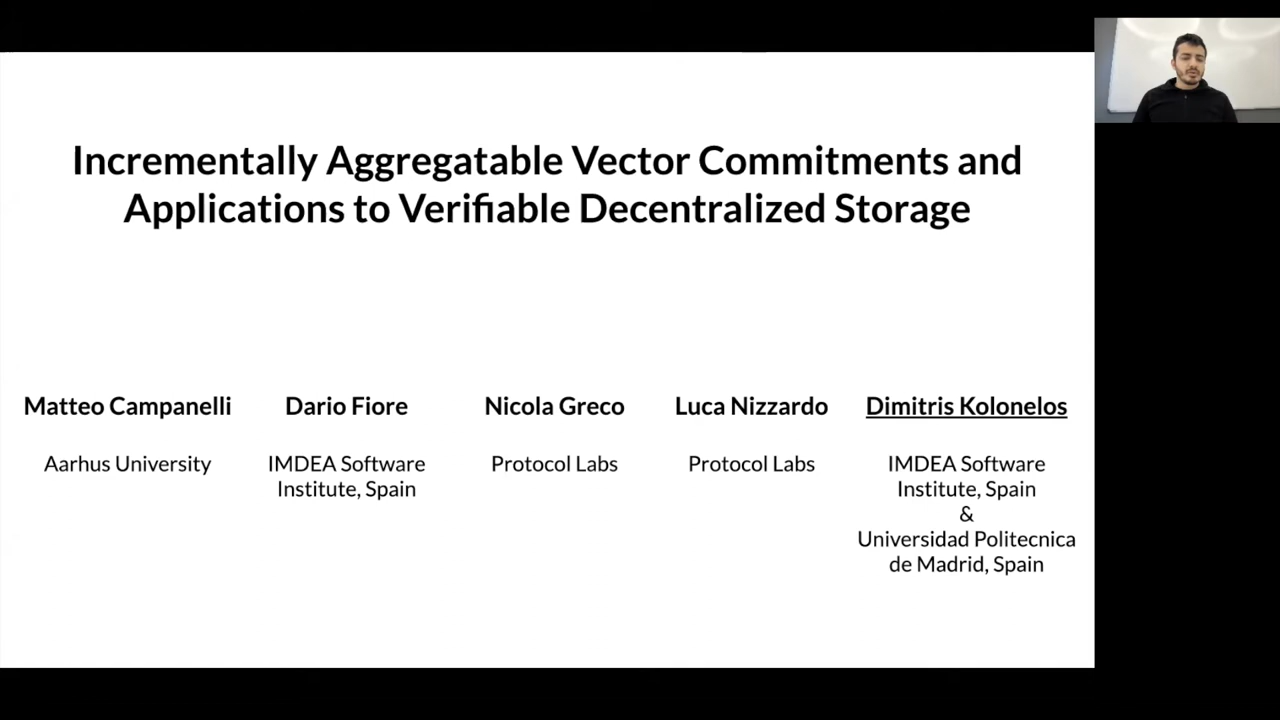 Incrementally Aggregatable Vector Commitments and
Applications to Verifiable Decentralized Storage
Matteo Campanelli
Aarhus University
Dario Fiore
IMDEA Software
Institute, Spain
Nicola Greco
Protocol Labs
Luca Nizzardo
Protocol Labs
Dimitris Kolonelos
IMDEA Software
Institute, Spain
&
Universidad Politecnica
de Madrid, Spain